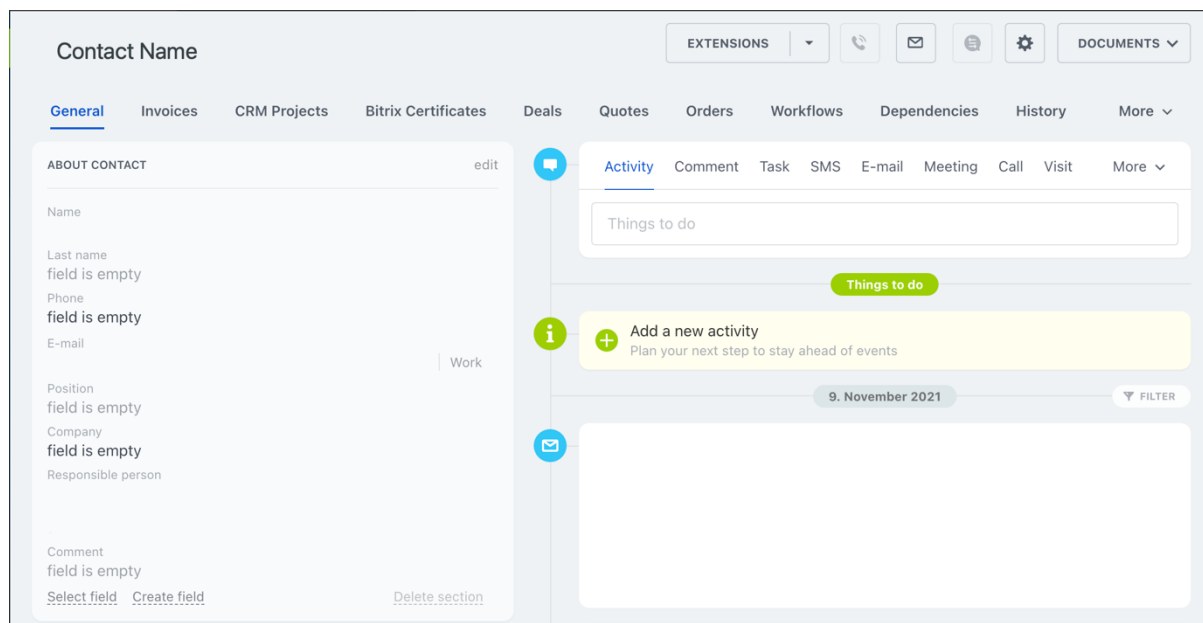 Contact Name
EXTENSIONS
DOCUMENTS
General Invoices CRM Projects Bitrix Certificates Deals Quotes Orders Workflows Dependencies History More
ABOUT CONTACT edit
Name
Last name
field is empty
Phone
field is empty
E-mail
Work
Position
field is empty
Company
field is empty
Responsible person
Comment
field is empty
Select field Create field Delete section
Activity Comment Task SMS E-mail Meeting Call Visit More
Things to do
Things to do
Add a new activity
Plan your next step to stay ahead of events
9. November 2021
FILTER